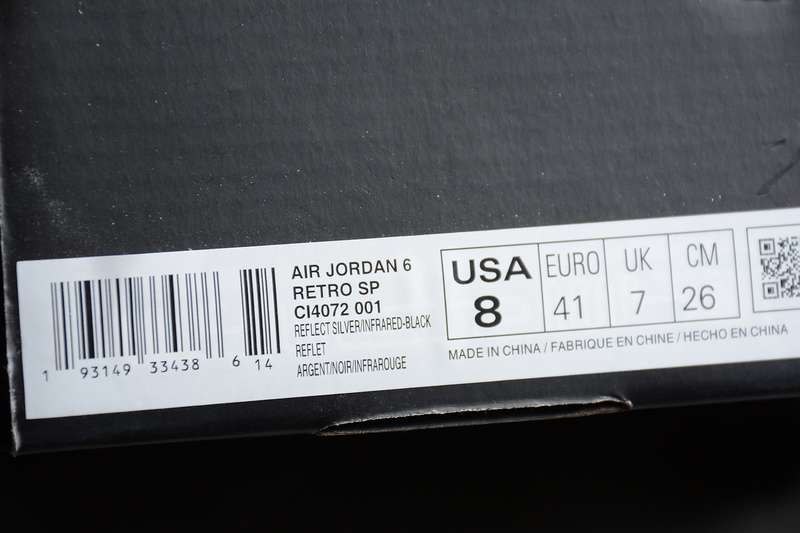 AIR JORDAN 6
RETRO SP
CI4072 001
REFLECT SILVER/INFRARED-BLACK
REFLET
ARGENT/NOIR/INFRAROUGE
1 93149 33438 6 14
USA EURO UK CM
8 41 7 26
MADE IN CHINA / FABRIQUE EN CHINE / HECHO EN CHINA